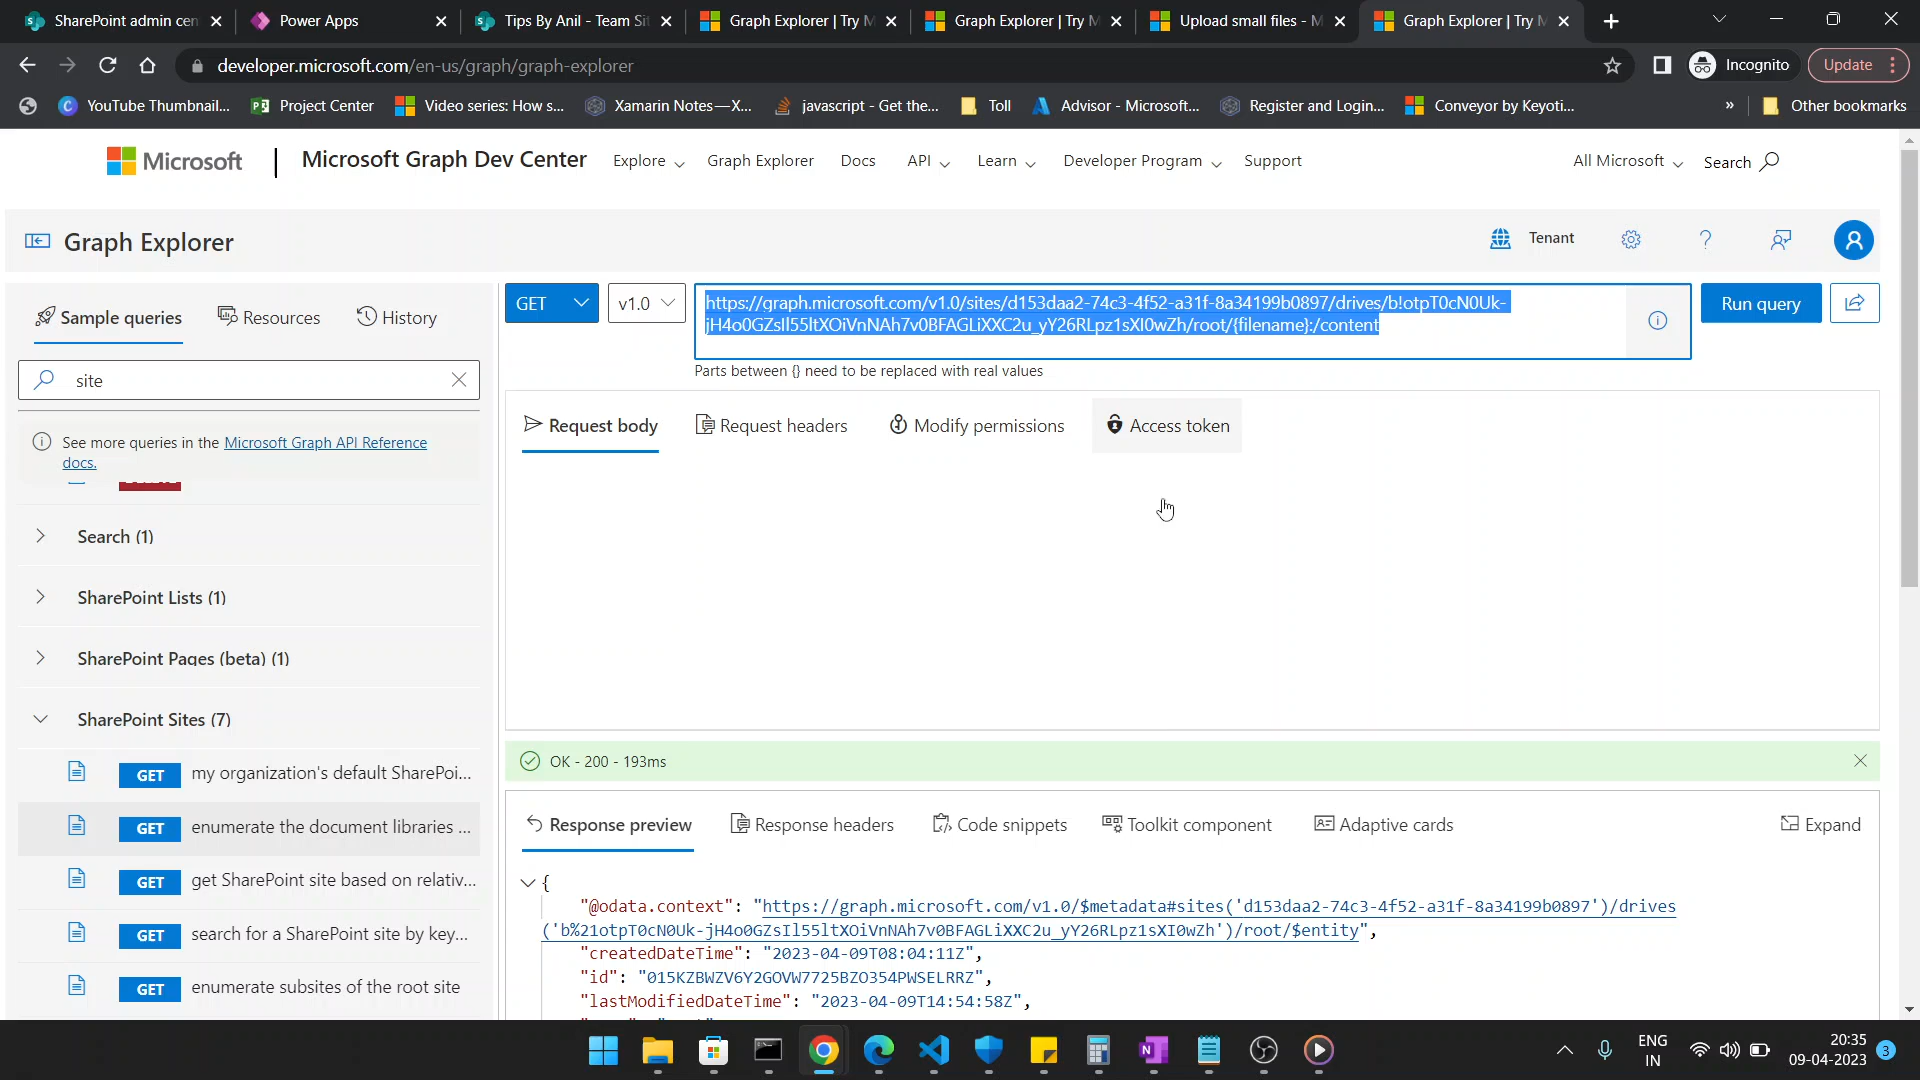 SharePoint admin cen
Power Apps
Tips By Anil - Team Si
Graph Explorer | Try M
Graph Explorer | Try M
Upload small files - M
Graph Explorer | Try M
developer.microsoft.com/en-us/graph/graph-explorer
Incognito
Update
YouTube Thumbnail...
Project Center
Video series: How s...
Xamarin Notes—X...
javascript - Get the...
Toll
Advisor - Microsoft...
Register and Login...
Conveyor by Keyoti...
»
Other bookmarks
Microsoft
Microsoft Graph Dev Center
Explore
Graph Explorer
Docs
API
Learn
Developer Program
Support
All Microsoft
Search
Graph Explorer
Tenant
Sample queries
Resources
History
site
See more queries in the Microsoft Graph API Reference
docs.
Search (1)
SharePoint Lists (1)
SharePoint Pages (beta) (1)
SharePoint Sites (7)
GET my organization's default SharePoi...
GET enumerate the document libraries ...
GET get SharePoint site based on relativ...
GET search for a SharePoint site by key...
GET enumerate subsites of the root site
GET
v1.0
https://graph.microsoft.com/v1.0/sites/d153daa2-74c3-4f52-a31f-8a34199b0897/drives/b!otpT0cN0Uk-
jH4o0GZsIl55ltXOiVnNAh7v0BFAGLiXXC2u_yY26RLpz1sXI0wZh/root/{filename}:/content
Run query
Parts between {} need to be replaced with real values
Request body
Request headers
Modify permissions
Access token
OK - 200 - 193ms
Response preview
Response headers
Code snippets
Toolkit component
Adaptive cards
Expand
{
"@odata.context": "https://graph.microsoft.com/v1.0/$metadata#sites('d153daa2-74c3-4f52-a31f-8a34199b0897')/drives
('b%21otpT0cN0Uk-jH4o0GZsIl55ltXOiVnNAh7v0BFAGLiXXC2u_yY26RLpz1sXI0wZh')/root/$entity",
"createdDateTime": "2023-04-09T08:04:11Z",
"id": "015KZBWZV6Y2GOVW7725BZO354PWSELRRZ",
"lastModifiedDateTime": "2023-04-09T14:54:58Z",
ENG
IN
20:35
09-04-2023
3